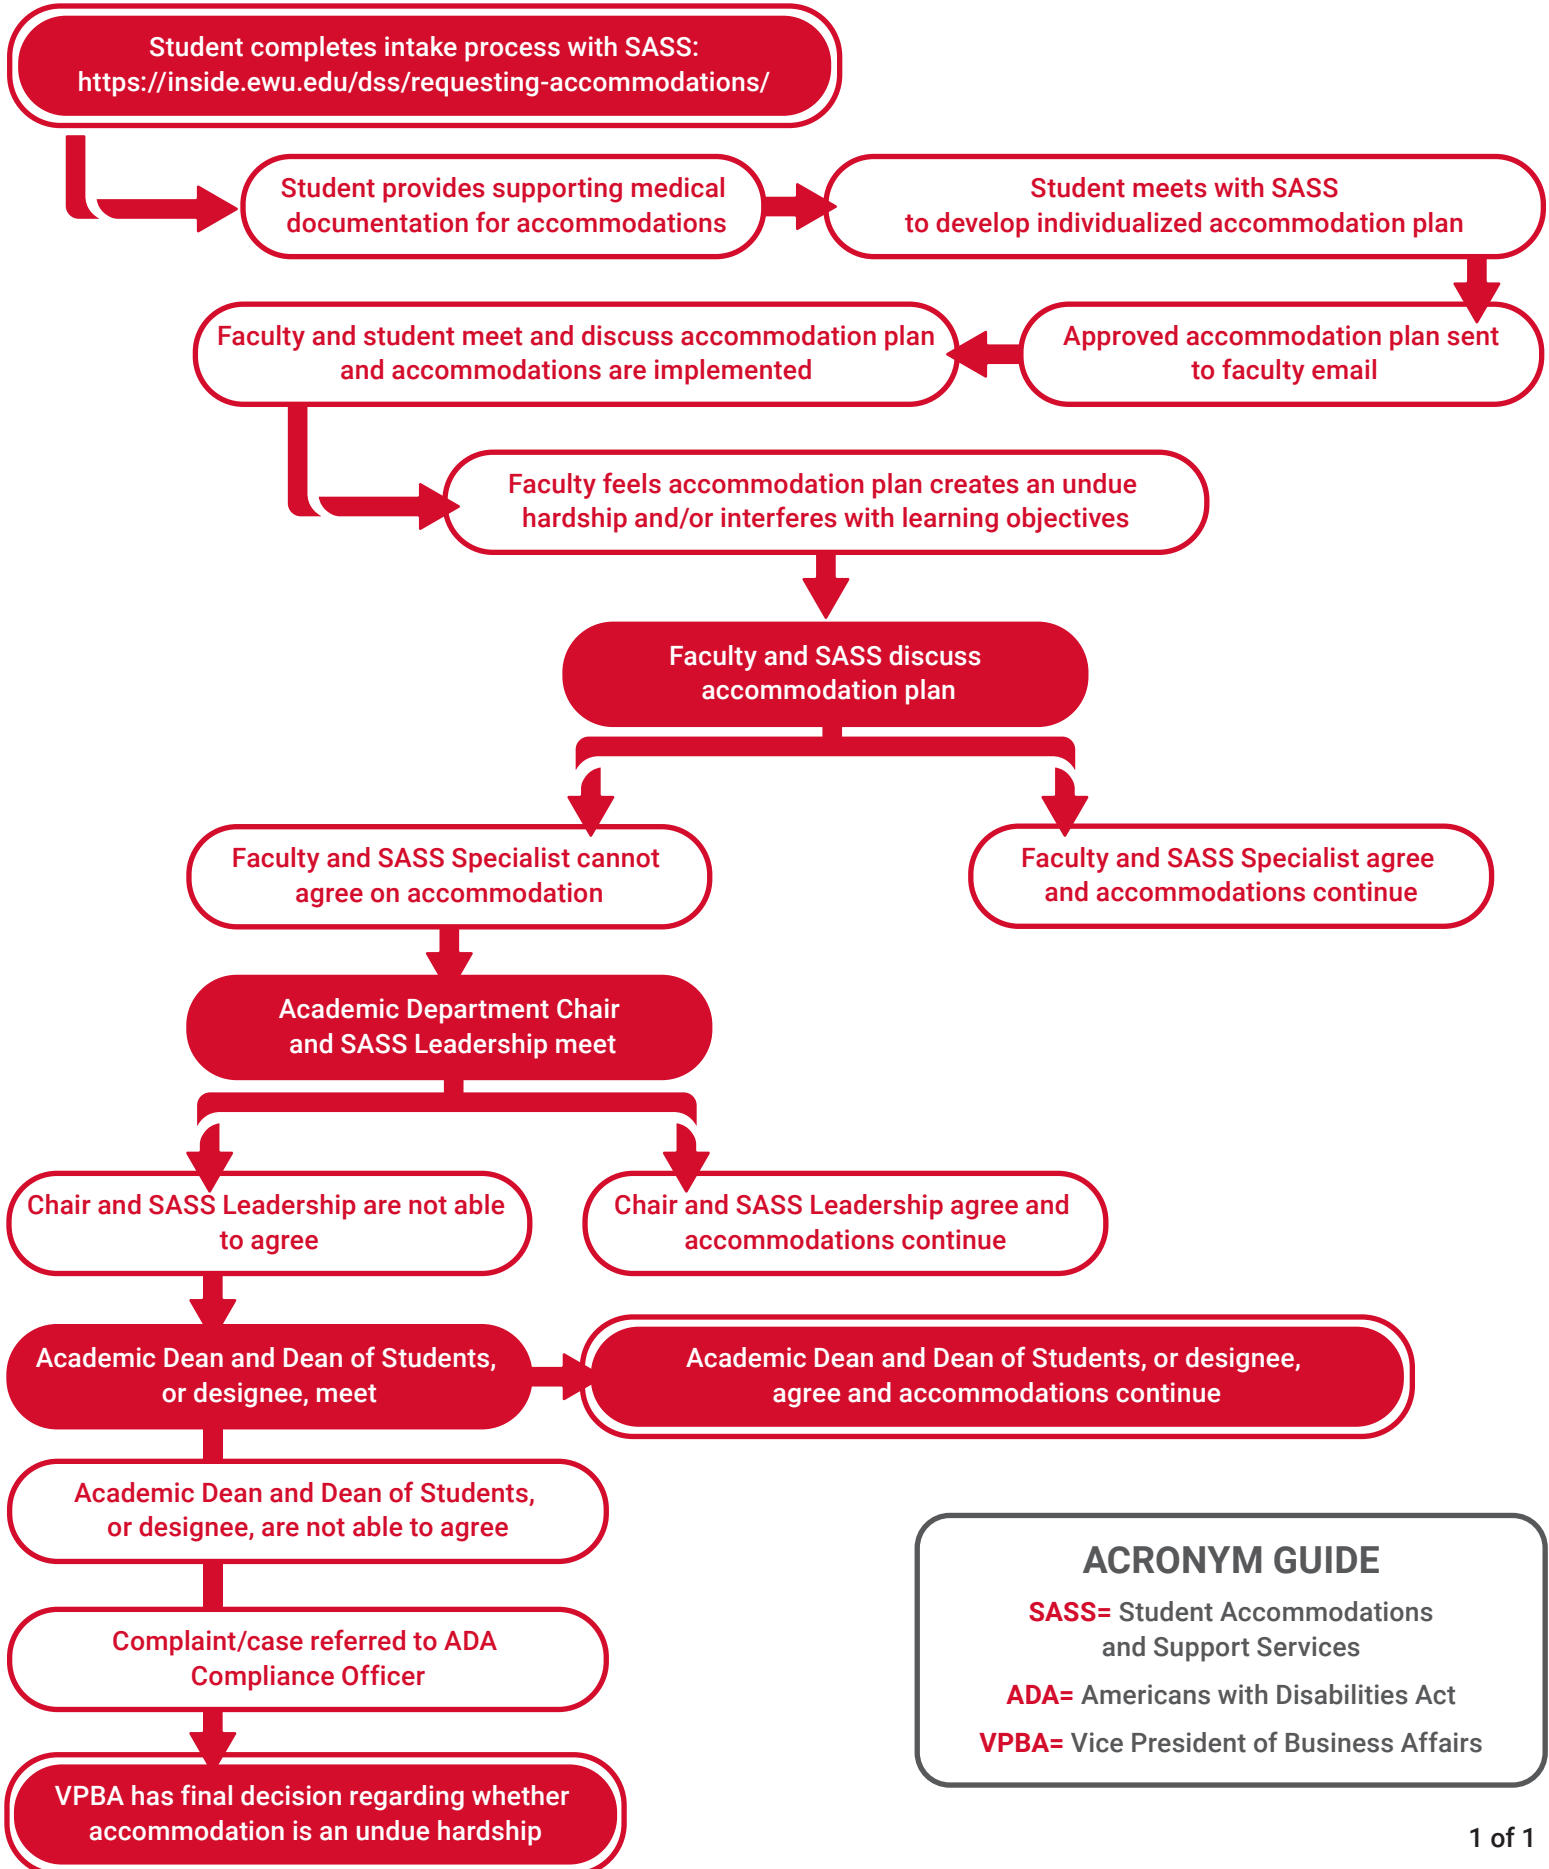 Student completes intake process with SASS:
https://inside.ewu.edu/dss/requesting-accommodations/
Student provides supporting medical
documentation for accommodations
Student meets with SASS
to develop individualized accommodation plan
Approved accommodation plan sent
to faculty email
Faculty and student meet and discuss accommodation plan
and accommodations are implemented
Faculty feels accommodation plan creates an undue
hardship and/or interferes with learning objectives
Faculty and SASS discuss
accommodation plan
Faculty and SASS Specialist cannot
agree on accommodation
Faculty and SASS Specialist agree
and accommodations continue
Academic Department Chair
and SASS Leadership meet
Chair and SASS Leadership are not able
to agree
Chair and SASS Leadership agree and
accommodations continue
Academic Dean and Dean of Students,
or designee, meet
Academic Dean and Dean of Students, or designee,
agree and accommodations continue
Academic Dean and Dean of Students,
or designee, are not able to agree
Complaint/case referred to ADA
Compliance Officer
VPBA has final decision regarding whether
accommodation is an undue hardship
ACRONYM GUIDE
SASS= Student Accommodations
and Support Services
ADA= Americans with Disabilities Act
VPBA= Vice President of Business Affairs
1 of 1